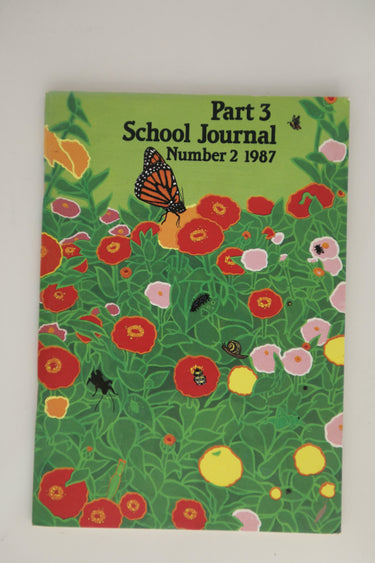 Part 3
School Journal
Number 2 1987